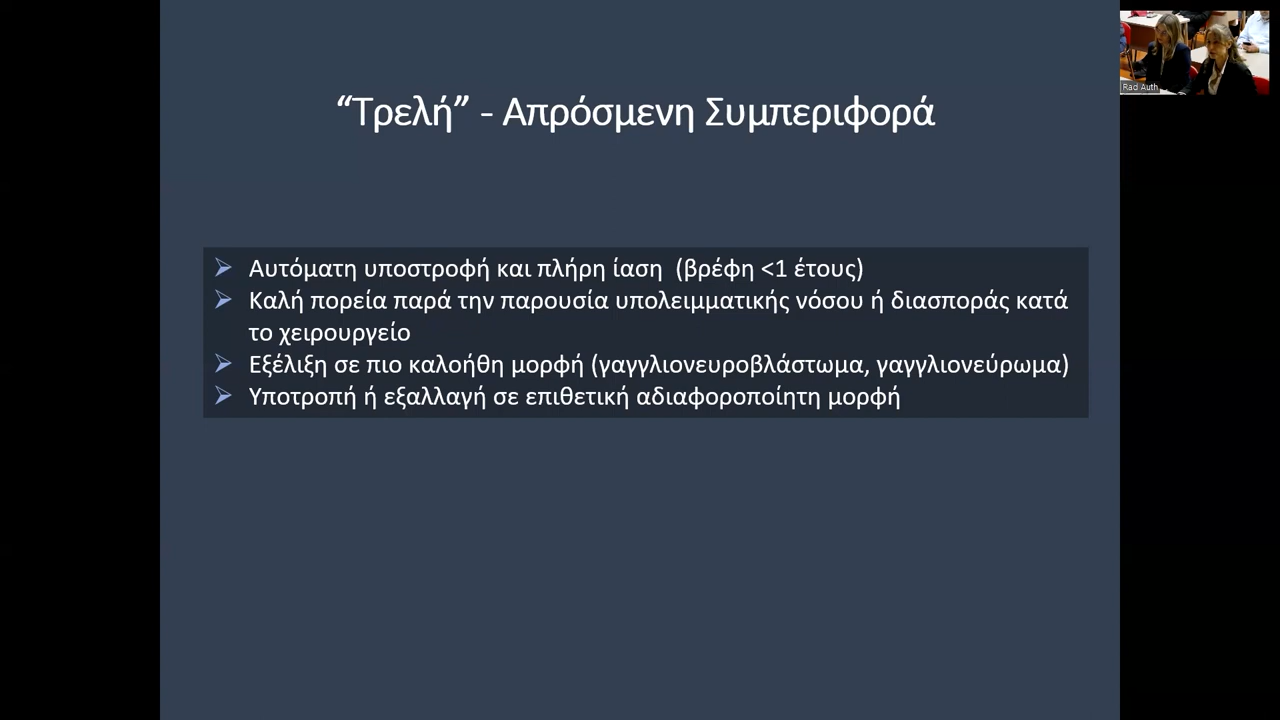 “Τρελή” - Απρόσμενη Συμπεριφορά
Αυτόματη υποστροφή και πλήρη ίαση (βρέφη <1 έτους)
Καλή πορεία παρά την παρουσία υπολειμματικής νόσου ή διασποράς κατά
το χειρουργείο
Εξέλιξη σε πιο καλοήθη μορφή (γαγγλιονευροβλάστωμα, γαγγλιονεύρωμα)
Υποτροπή ή εξαλλαγή σε επιθετική αδιαφοροποίητη μορφή
Rad Auth